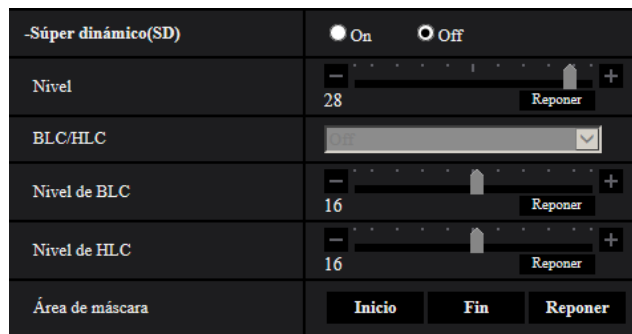 -Súper dinámico(SD) On Off
Nivel - +
28 Reponer
BLC/HLC Off
Nivel de BLC - +
16 Reponer
Nivel de HLC - +
16 Reponer
Área de máscara Inicio Fin Reponer